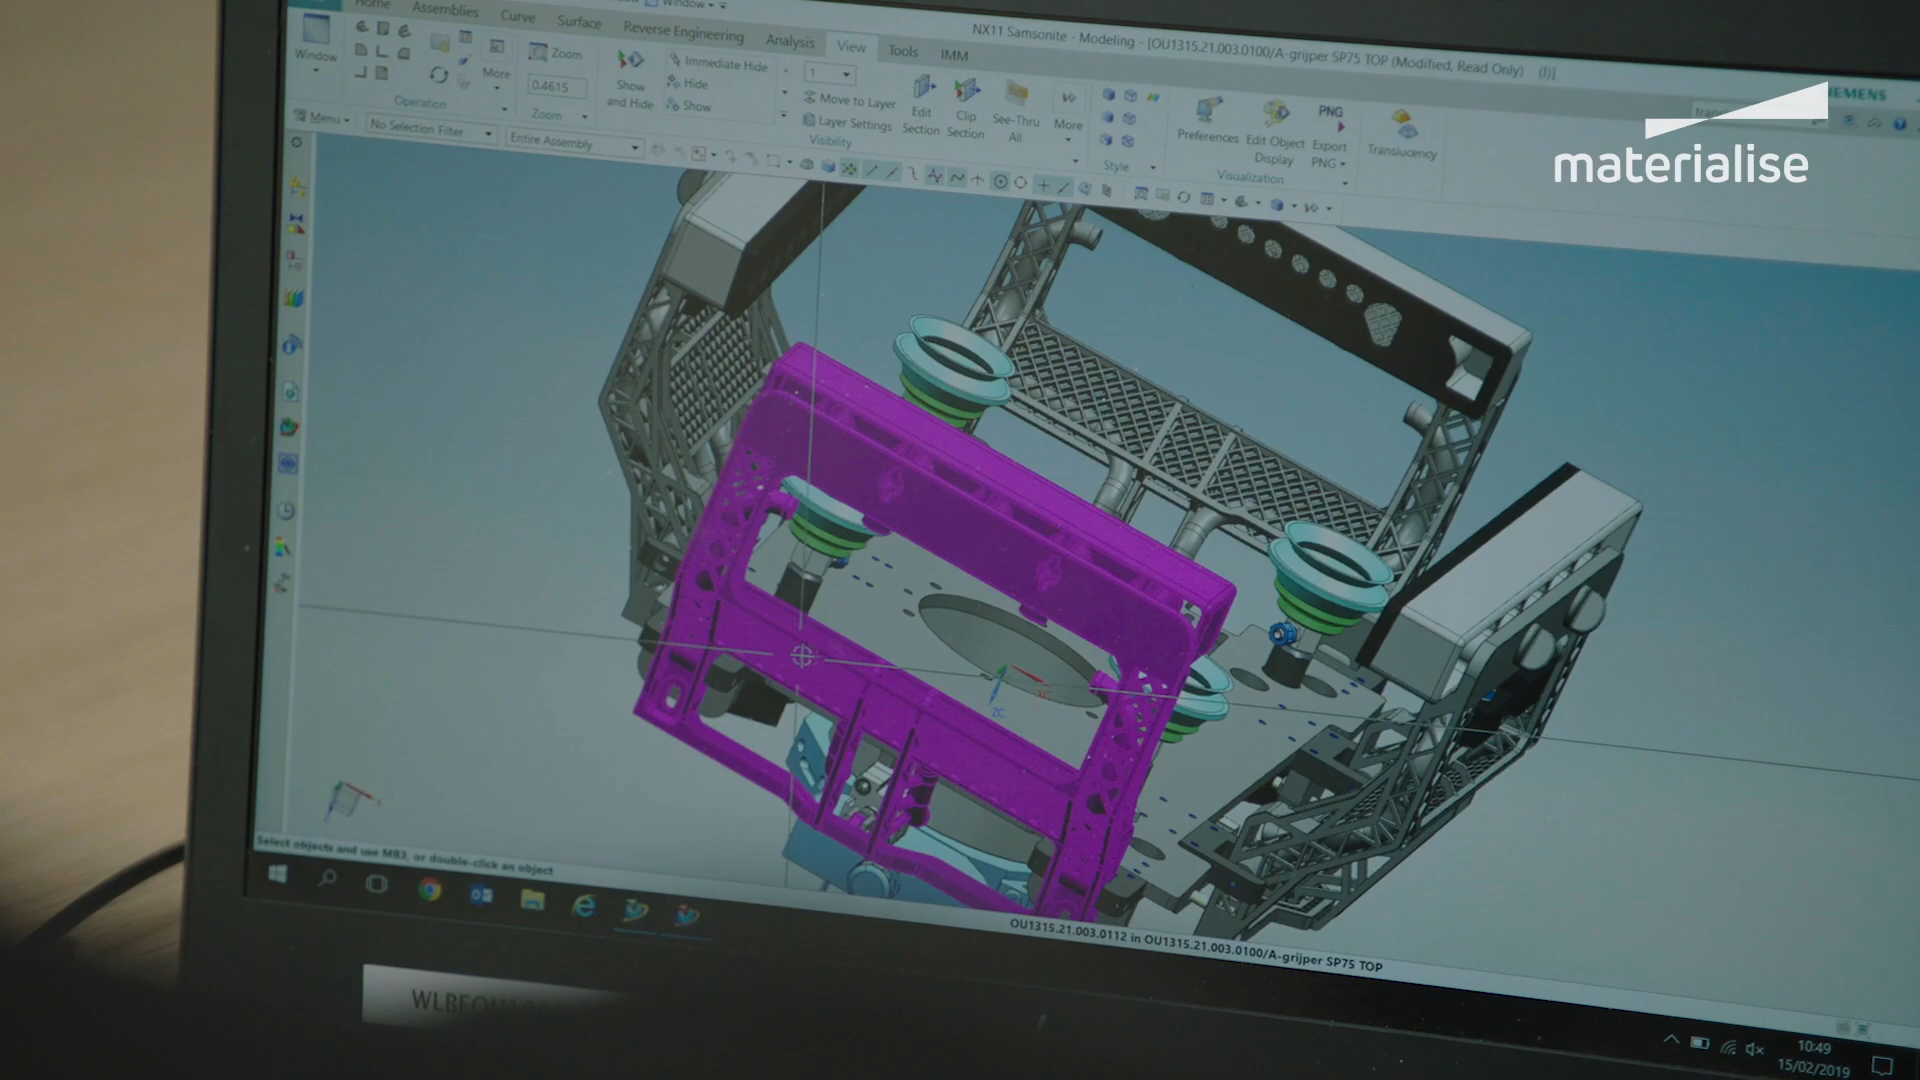 Window
NX11 Samsonite - Modeling - [OU1315.21.003.0100/A-grijper SP75 TOP (Modified, Read Only) (!)]
Home Assemblies Curve Surface Reverse Engineering Analysis View Tools IMM
SIEMENS
materialise
Window
More
Operation
Zoom
0.4615
Zoom
Show and Hide
Immediate Hide
Hide
Show
1
Move to Layer
Layer Settings
Visibility
Edit Section
Clip Section
See-Thru All
More
Style
Preferences
Edit Object Display
PNG
Export PNG
Visualization
Translucency
Menu
No Selection Filter
Entire Assembly
XC
ZC
Select objects and use MB3, or double-click an object
OU1315.21.003.0112 in OU1315.21.003.0100/A-grijper SP75 TOP
10:49
15/02/2019